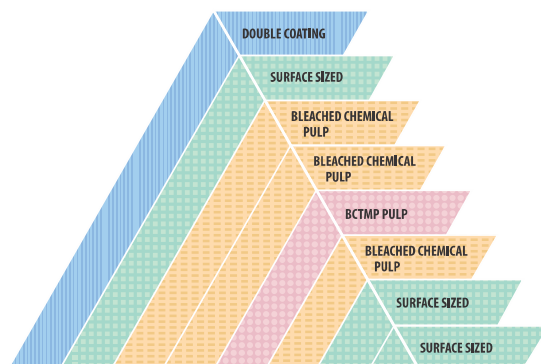 DOUBLE COATING
SURFACE SIZED
BLEACHED CHEMICAL
PULP
BLEACHED CHEMICAL
PULP
BCTMP PULP
BLEACHED CHEMICAL
PULP
SURFACE SIZED
SURFACE SIZED